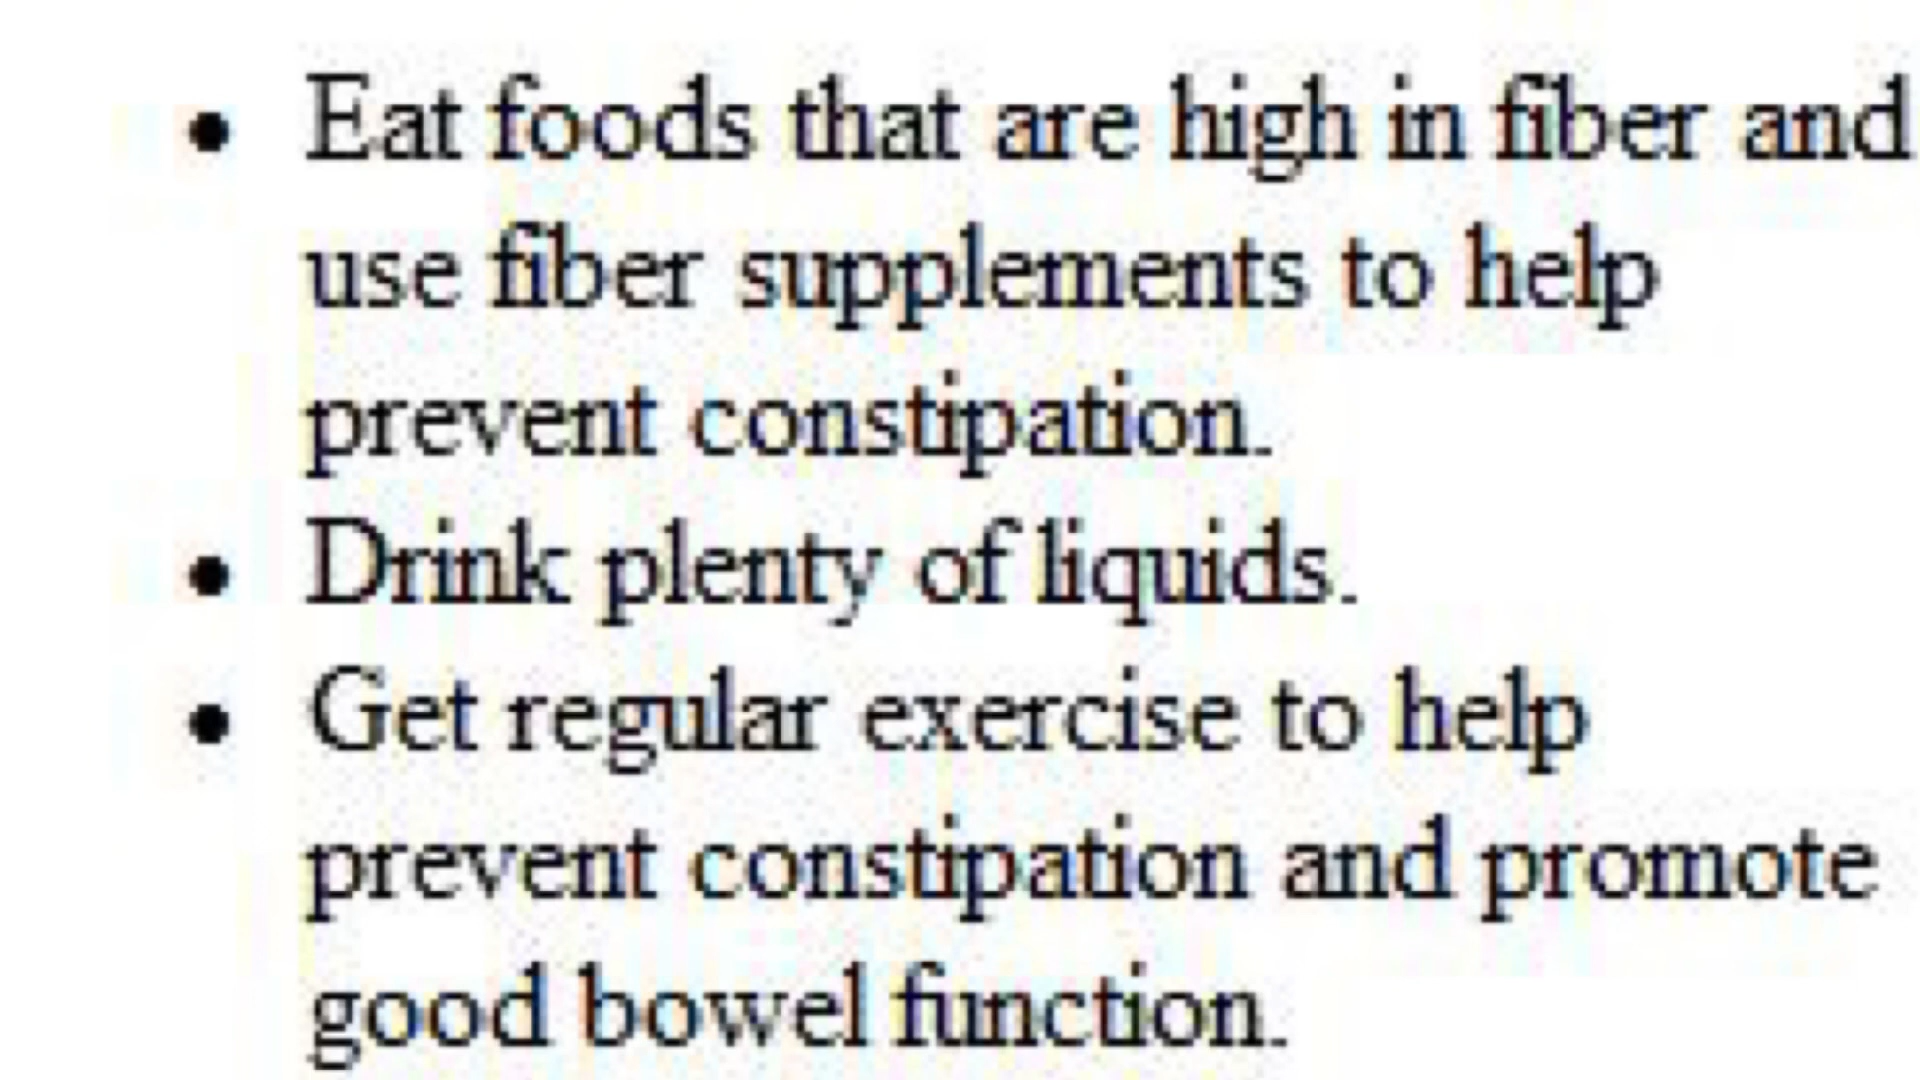 • Eat foods that are high in fiber and
use fiber supplements to help
prevent constipation.
• Drink plenty of liquids.
• Get regular exercise to help
prevent constipation and promote
good bowel function.